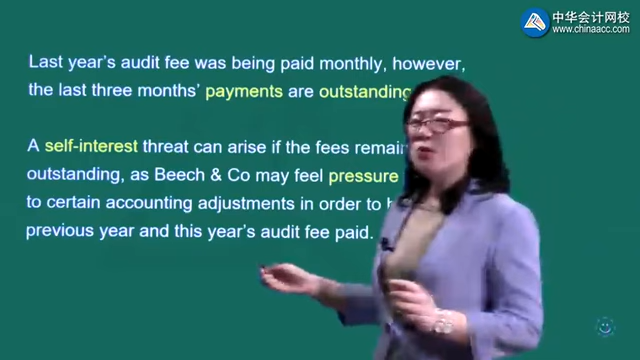 中华会计网校
www.chinaacc.com
Last year's audit fee was being paid monthly, however,
the last three months' payments are outstanding
A self-interest threat can arise if the fees remain
outstanding, as Beech & Co may feel pressure
to certain accounting adjustments in order to
previous year and this year's audit fee paid.